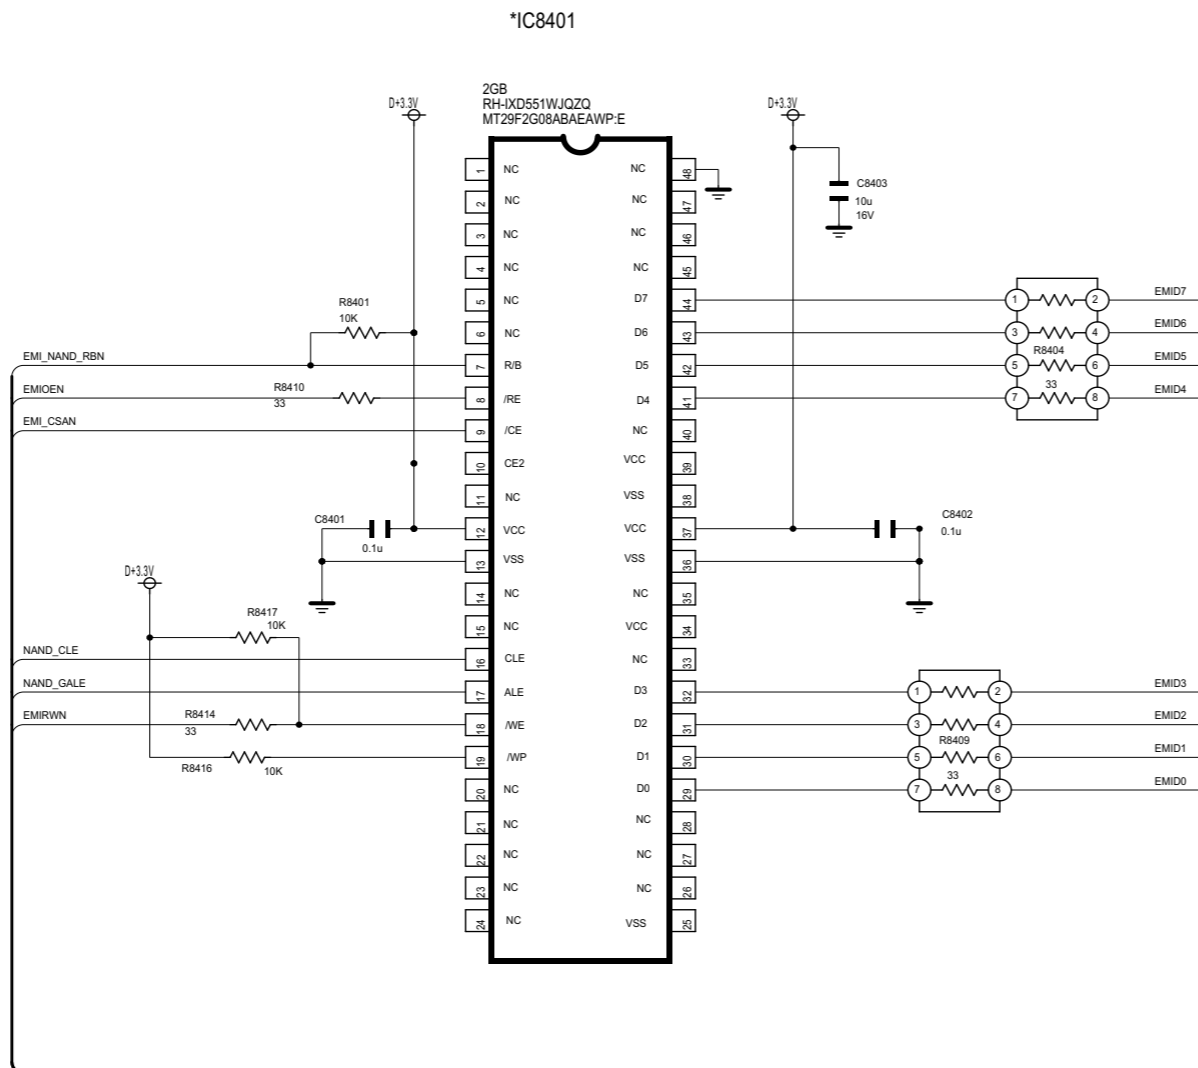 *IC8401
2GB
RH-IXD551WJQZQ
MT29F2G08ABAEAWP:E
D+3.3V
D+3.3V
C8403
10u
16V
1 NC NC 48
2 NC NC 47
3 NC NC 46
4 NC NC 45
5 NC D7 44
6 NC D6 43
7 R/B D5 42
8 /RE D4 41
9 /CE NC 40
10 CE2 VCC 39
11 NC VSS 38
12 VCC VCC 37
13 VSS VSS 36
14 NC NC 35
15 NC VCC 34
16 CLE NC 33
17 ALE D3 32
18 /WE D2 31
19 /WP D1 30
20 NC D0 29
21 NC NC 28
22 NC NC 27
23 NC NC 26
24 NC VSS 25
R8401
10K
EMI_NAND_RBN
EMIOEN
R8410
33
EMI_CSAN
C8401
0.1u
D+3.3V
R8417
10K
NAND_CLE
NAND_GALE
EMIRWN
R8414
33
R8416
10K
1 2 EMID7
3 4 EMID6
R8404
5 6 EMID5
33
7 8 EMID4
C8402
0.1u
1 2 EMID3
3 4 EMID2
R8409
5 6 EMID1
33
7 8 EMID0